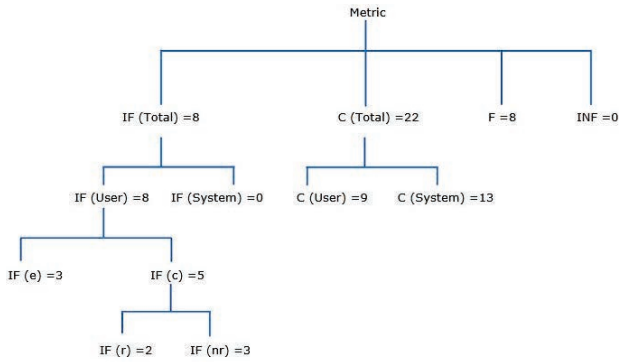 Metric
IF (Total) =8
C (Total) =22
F =8
INF =0
IF (User) =8
IF (System) =0
C (User) =9
C (System) =13
IF (e) =3
IF (c) =5
IF (r) =2
IF (nr) =3